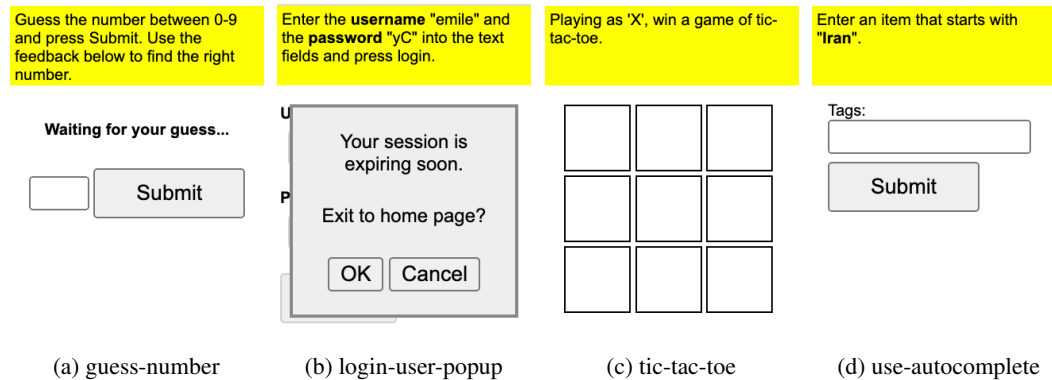 Guess the number between 0-9
and press Submit. Use the
feedback below to find the right
number.
Waiting for your guess...
Submit
(a) guess-number
Enter the username "emile" and
the password "yC" into the text
fields and press login.
U
P
Your session is
expiring soon.
Exit to home page?
OK Cancel
(b) login-user-popup
Playing as 'X', win a game of tic-
tac-toe.
(c) tic-tac-toe
Enter an item that starts with
"Iran".
Tags:
Submit
(d) use-autocomplete